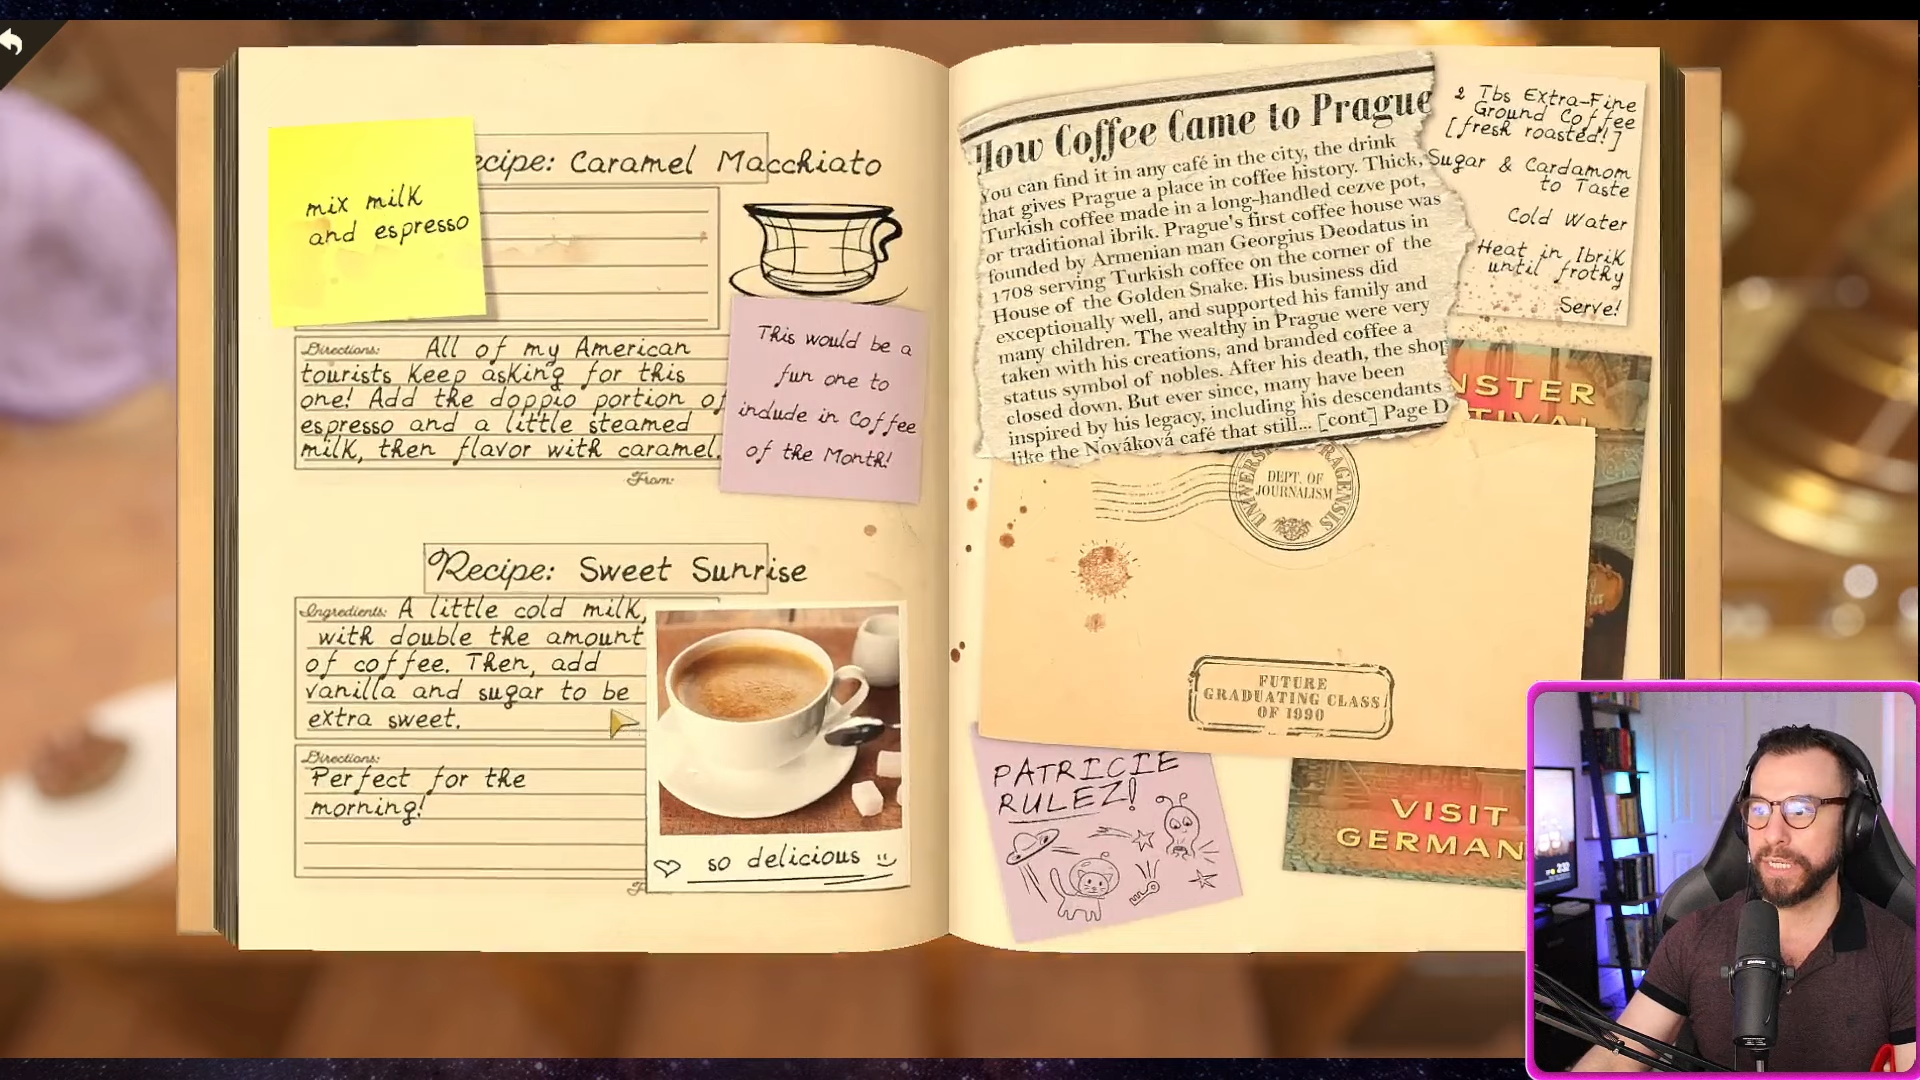 mix milk
and espresso
ecipe: Caramel Macchiato
Directions: All of my American
tourists keep asking for this
one! Add the doppio portion of
espresso and a little steamed
milk, then flavor with caramel.
From:
This would be a
fun one to
include in Coffee
of the Month!
Recipe: Sweet Sunrise
Ingredients: A little cold milk,
with double the amount
of coffee. Then, add
vanilla and sugar to be
extra sweet.
Directions:
Perfect for the
morning!
so delicious
How Coffee Came to Prague
You can find it in any café in the city, the drink
that gives Prague a place in coffee history. Thick,
Turkish coffee made in a long-handled cezve pot,
or traditional ibrik. Prague's first coffee house was
founded by Armenian man Georgius Deodatus in
1708 serving Turkish coffee on the corner of the
House of the Golden Snake. His business did
exceptionally well, and supported his family and
many children. The wealthy in Prague were very
taken with his creations, and branded coffee a
status symbol of nobles. After his death, the shop
closed down. But ever since, many have been
inspired by his legacy, including his descendants
like the Nováková café that still... [cont] Page D
2 Tbs Extra-Fine
Ground Coffee
[fresh roasted!]
Sugar & Cardamom
to Taste
Cold Water
Heat in Ibrik
until frothy
Serve!
NSTER
TIVAL
DEPT. OF
JOURNALISM
FUTURE
GRADUATING CLASS
OF 1990
PATRICIE
RULEZ!
VISIT
GERMAN
2:32